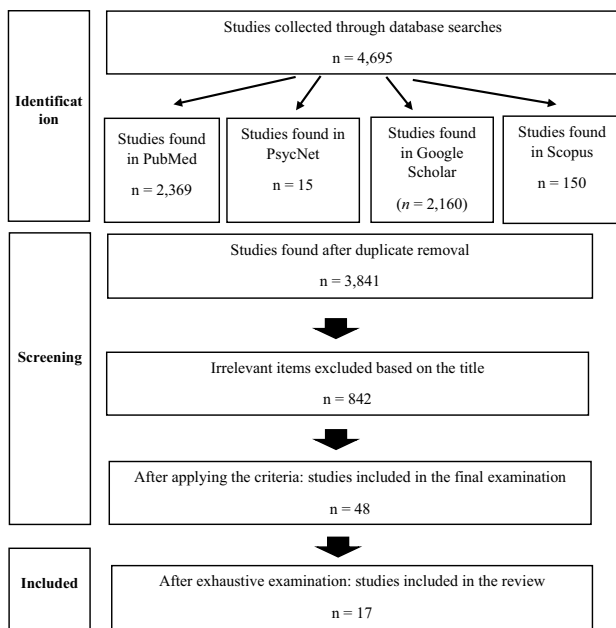 Studies collected through database searches
n = 4,695
Identificat
ion
Studies found
in PubMed
n = 2,369
Studies found in
PsycNet
n = 15
Studies found
in Google
Scholar
(n = 2,160)
Studies found
in Scopus
n = 150
Studies found after duplicate removal
n = 3,841
Screening
Irrelevant items excluded based on the title
n = 842
After applying the criteria: studies included in the final examination
n = 48
Included
After exhaustive examination: studies included in the review
n = 17